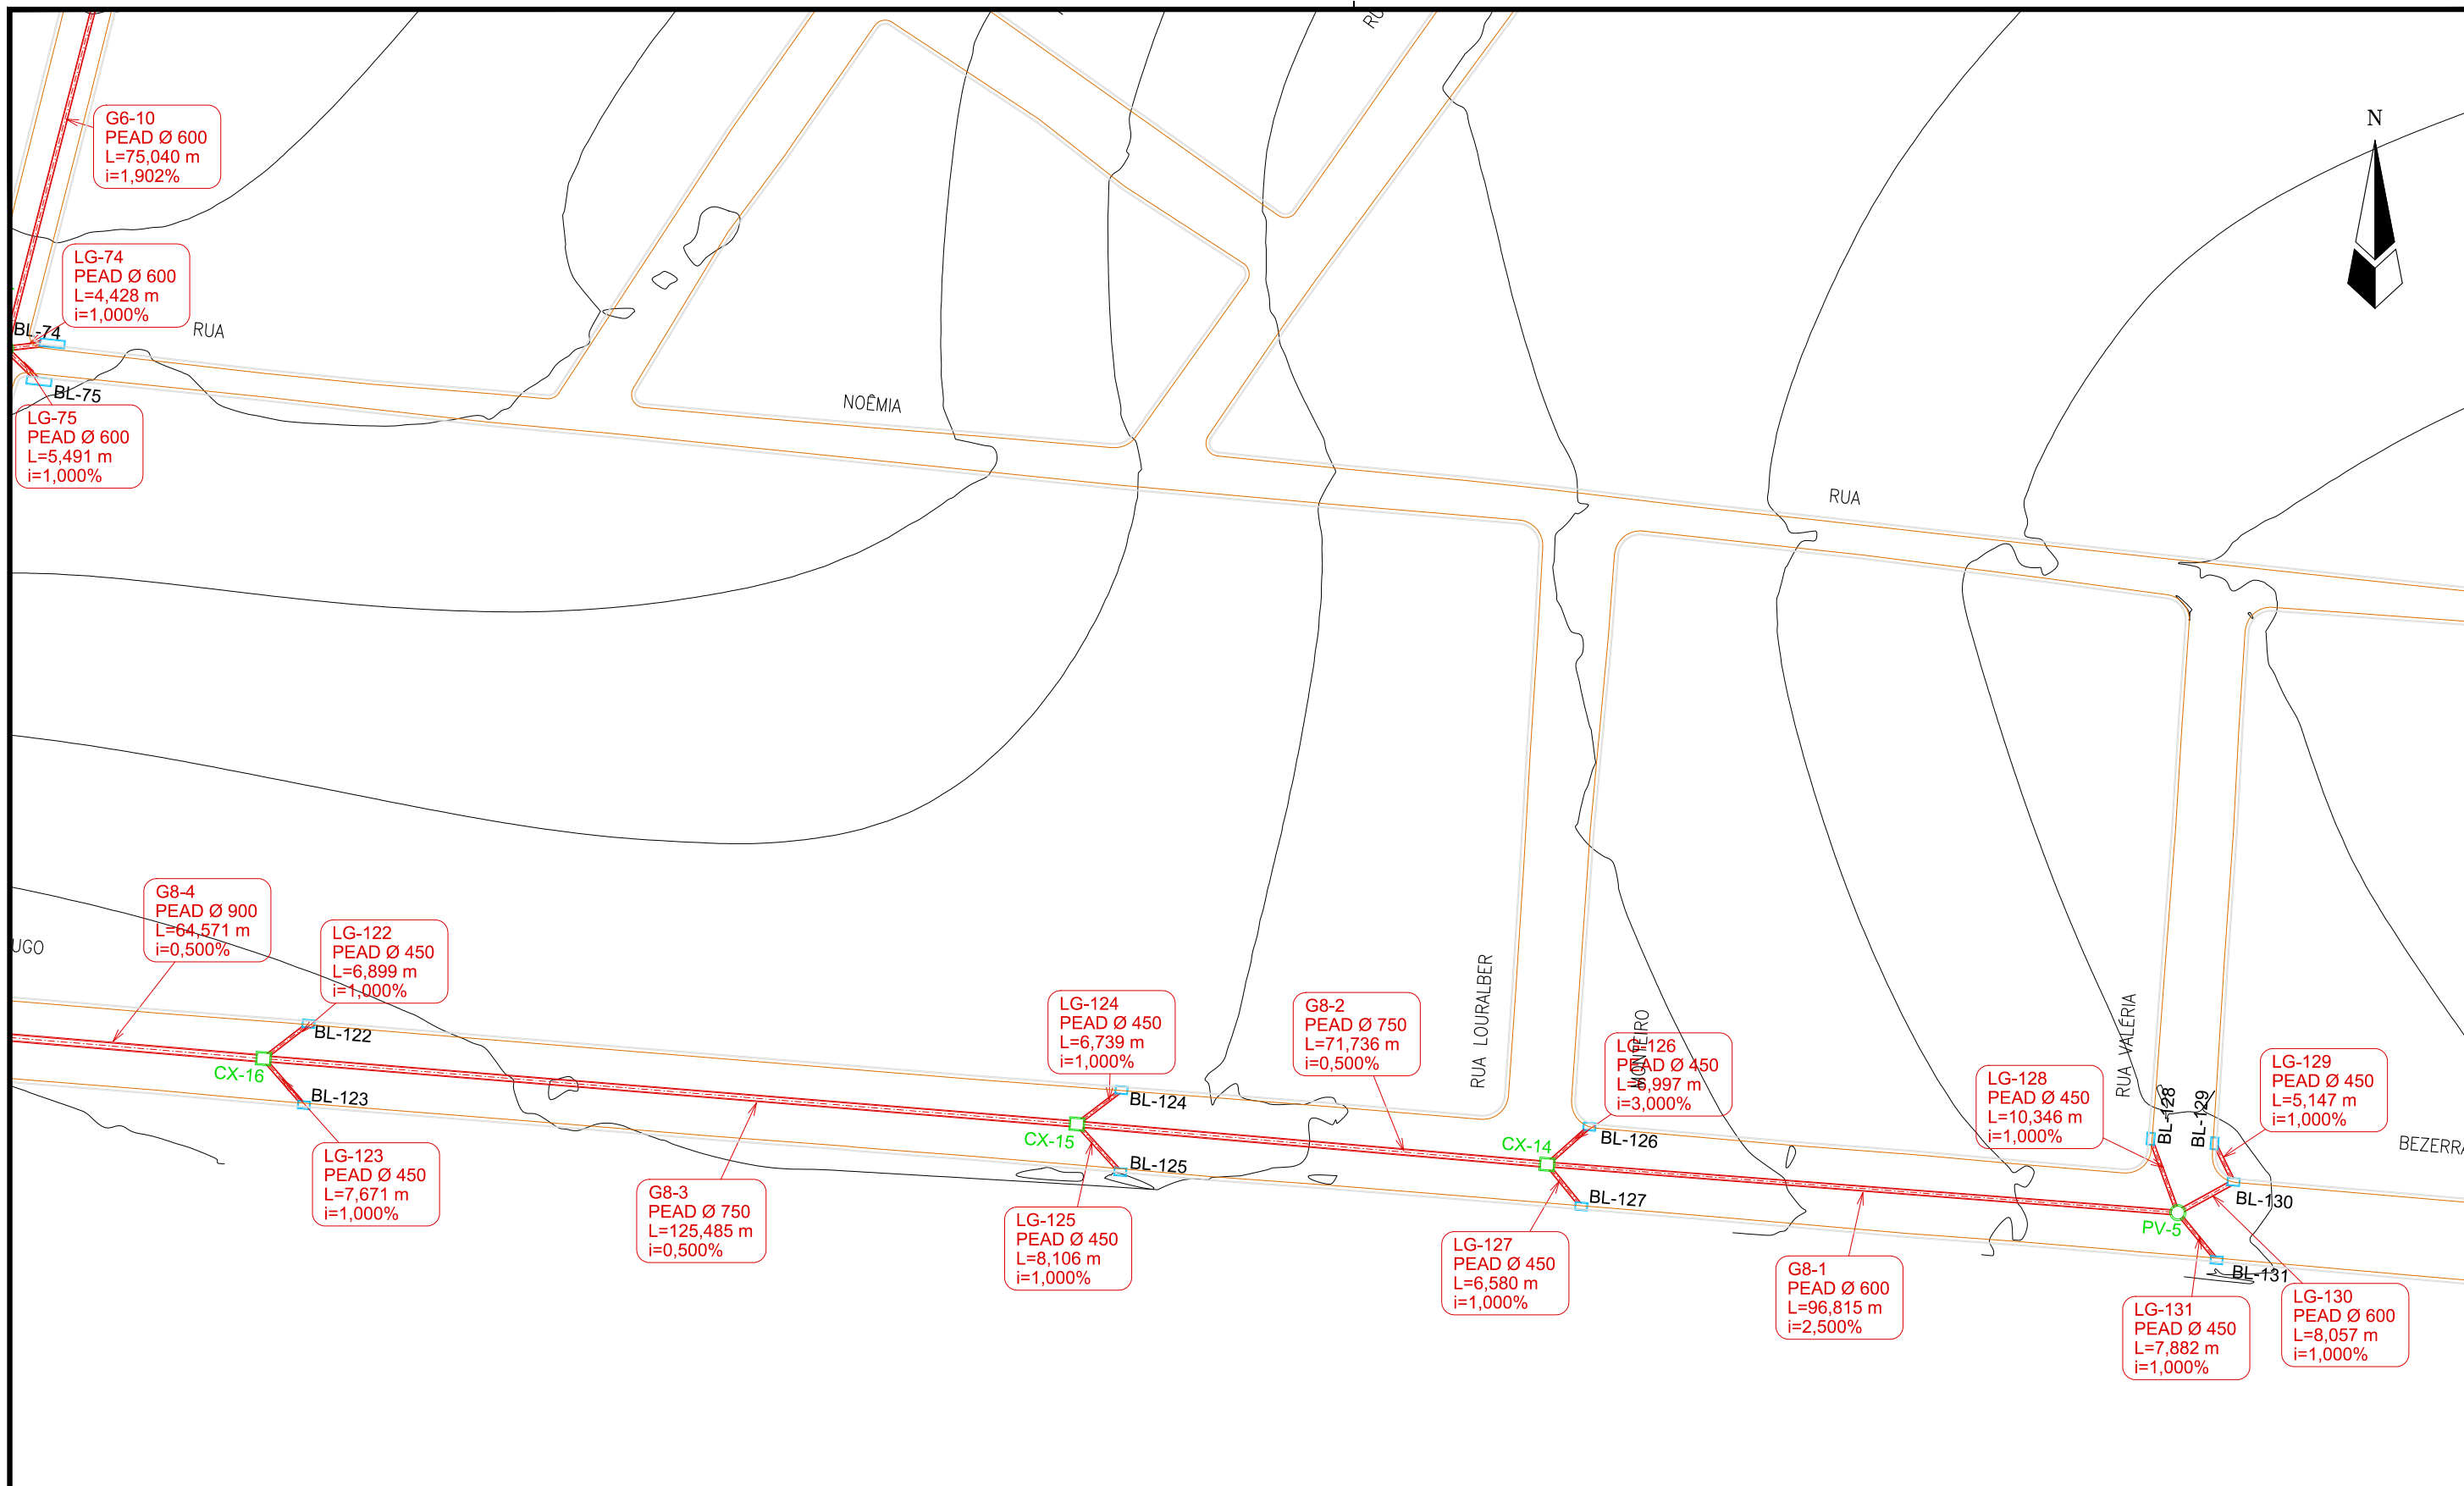 N
G6-10
PEAD Ø 600
L=75,040 m
i=1,902%
LG-74
PEAD Ø 600
L=4,428 m
i=1,000%
BL-74
RUA
BL-75
LG-75
PEAD Ø 600
L=5,491 m
i=1,000%
NOÊMIA
RUA
G8-4
PEAD Ø 900
L=64,571 m
i=0,500%
UGO
LG-122
PEAD Ø 450
L=6,899 m
i=1,000%
BL-122
CX-16
BL-123
LG-123
PEAD Ø 450
L=7,671 m
i=1,000%
G8-3
PEAD Ø 750
L=125,485 m
i=0,500%
LG-124
PEAD Ø 450
L=6,739 m
i=1,000%
BL-124
CX-15
BL-125
LG-125
PEAD Ø 450
L=8,106 m
i=1,000%
G8-2
PEAD Ø 750
L=71,736 m
i=0,500%
RUA LOURALBER
MONTEIRO
LG-126
PEAD Ø 450
L=6,997 m
i=3,000%
CX-14
BL-126
BL-127
LG-127
PEAD Ø 450
L=6,580 m
i=1,000%
G8-1
PEAD Ø 600
L=96,815 m
i=2,500%
RUA VALÉRIA
LG-128
PEAD Ø 450
L=10,346 m
i=1,000%
BL-128
BL-129
LG-129
PEAD Ø 450
L=5,147 m
i=1,000%
BEZERRA
BL-130
PV-5
BL-131
LG-131
PEAD Ø 450
L=7,882 m
i=1,000%
LG-130
PEAD Ø 600
L=8,057 m
i=1,000%